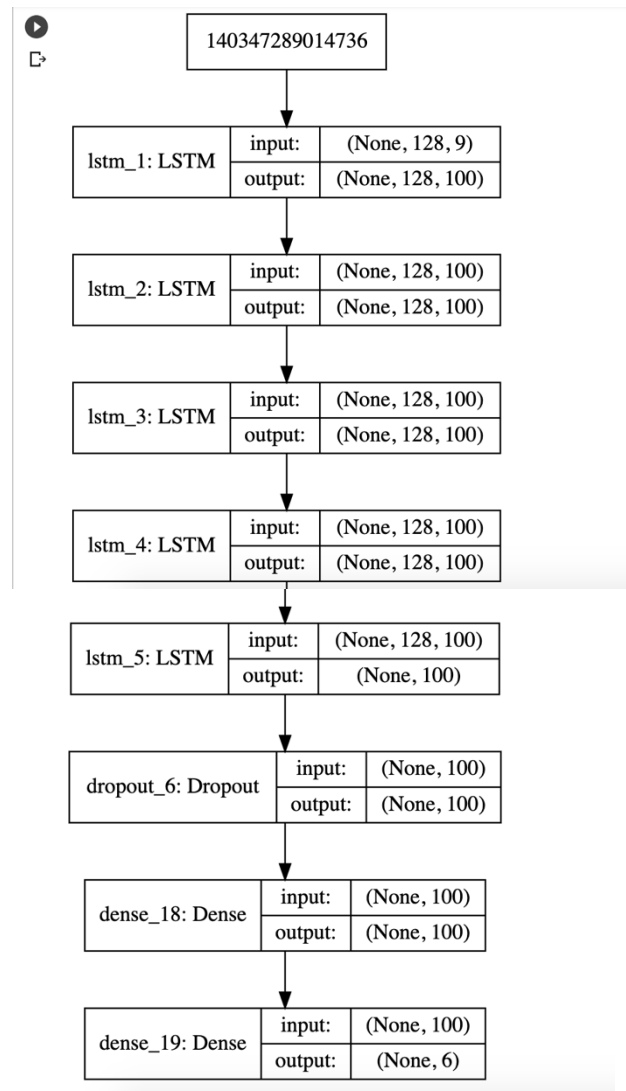 140347289014736
lstm_1: LSTM
input: (None, 128, 9)
output: (None, 128, 100)
lstm_2: LSTM
input: (None, 128, 100)
output: (None, 128, 100)
lstm_3: LSTM
input: (None, 128, 100)
output: (None, 128, 100)
lstm_4: LSTM
input: (None, 128, 100)
output: (None, 128, 100)
lstm_5: LSTM
input: (None, 128, 100)
output: (None, 100)
dropout_6: Dropout
input: (None, 100)
output: (None, 100)
dense_18: Dense
input: (None, 100)
output: (None, 100)
dense_19: Dense
input: (None, 100)
output: (None, 6)